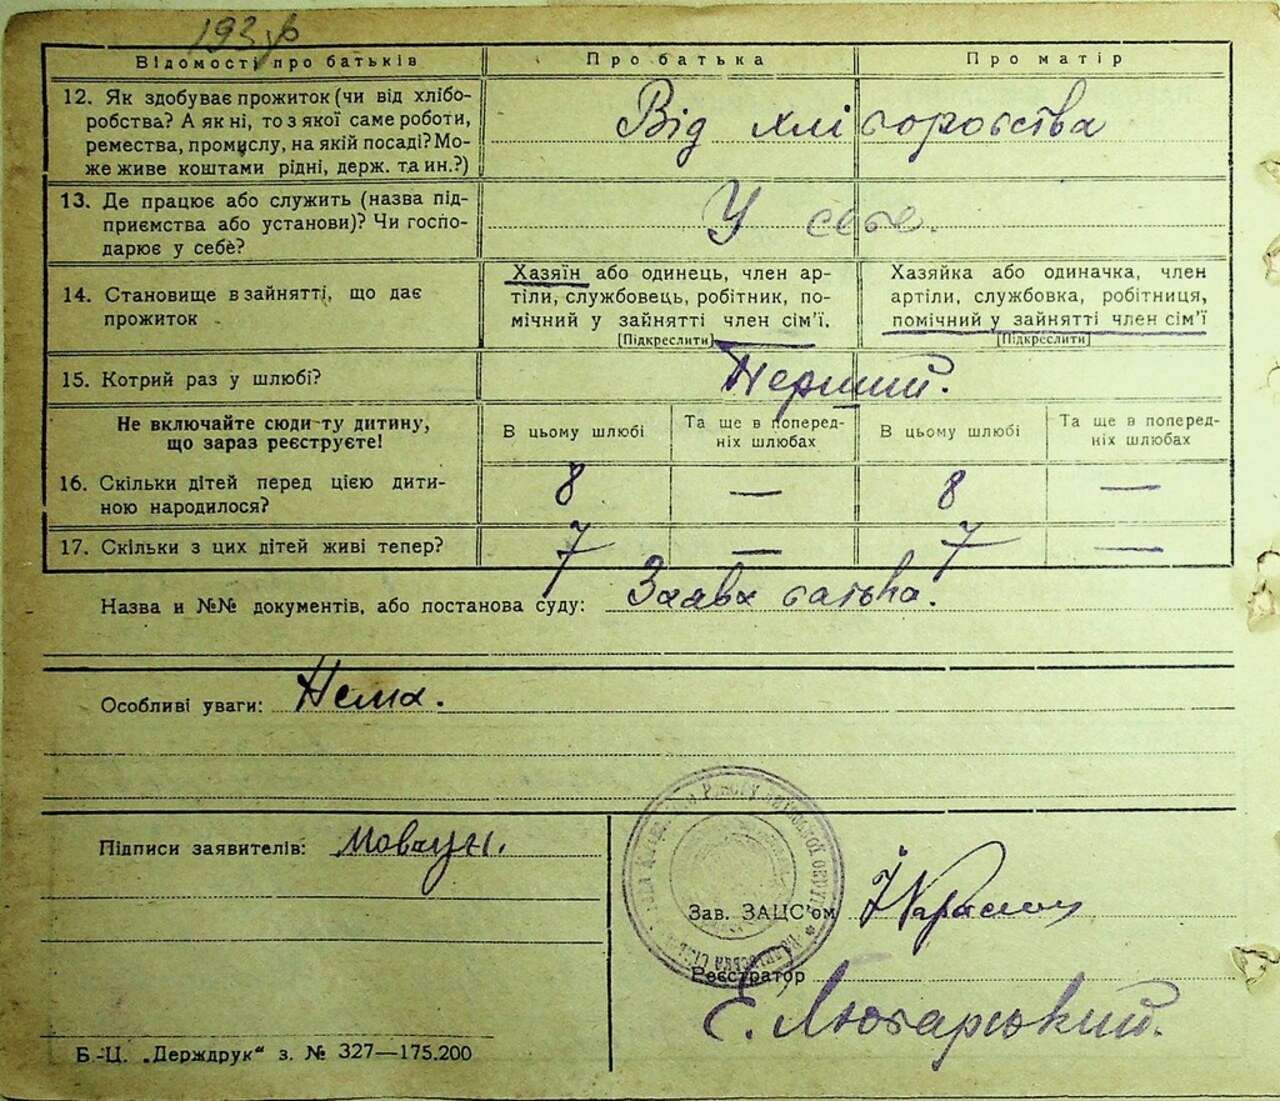 193
Відомості про батьків Про батька Про матір
12. Як здобуває прожиток (чи від хлібо-
робства? А як ні, то з якої саме роботи,
ремества, промислу, на якій посаді? Мо-
же живе коштами рідні, держ. та ин.?)
Від хліборобства
13. Де працює або служить (назва під-
приємства або установи)? Чи госпо-
дарює у себе?
У себе.
14. Становище в зайнятті, що дає
прожиток
Хазяїн або одинець, член ар-
тіли, службовець, робітник, по-
мічний у зайнятті член сім'ї.
[Підкреслити]
Хазяйка або одиначка, член
артіли, службовка, робітниця,
помічний у зайнятті член сім'ї
[Підкреслити]
15. Котрий раз у шлюбі? Перший.
Не включайте сюди ту дитину,
що зараз реєструєте!
В цьому шлюбі
Та ще в поперед-
ніх шлюбах
В цьому шлюбі
Та ще в поперед-
ніх шлюбах
16. Скільки дітей перед цією дити-
ною народилося?
8 — 8 —
17. Скільки з цих дітей живі тепер? 7 — 7 —
Назва и №№ документів, або постанова суду: Заява батька.
Особливі уваги: Нема.
Підписи заявителів:
Зав. ЗАЦС'ом
Реєстратор
Є. Лютарський.
Б.-Ц. „Держдрук“ з. № 327—175.200